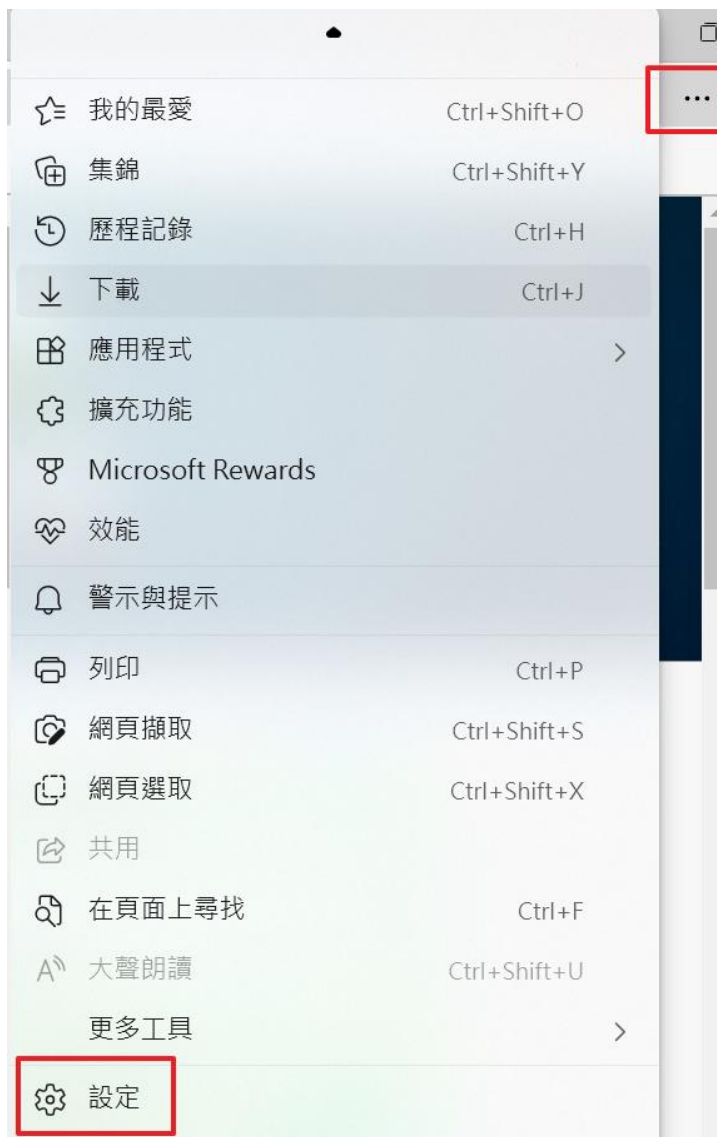 我的最愛 Ctrl+Shift+O
集錦 Ctrl+Shift+Y
歷程記錄 Ctrl+H
下載 Ctrl+J
應用程式
擴充功能
Microsoft Rewards
效能
警示與提示
列印 Ctrl+P
網頁擷取 Ctrl+Shift+S
網頁選取 Ctrl+Shift+X
共用
在頁面上尋找 Ctrl+F
大聲朗讀 Ctrl+Shift+U
更多工具
設定